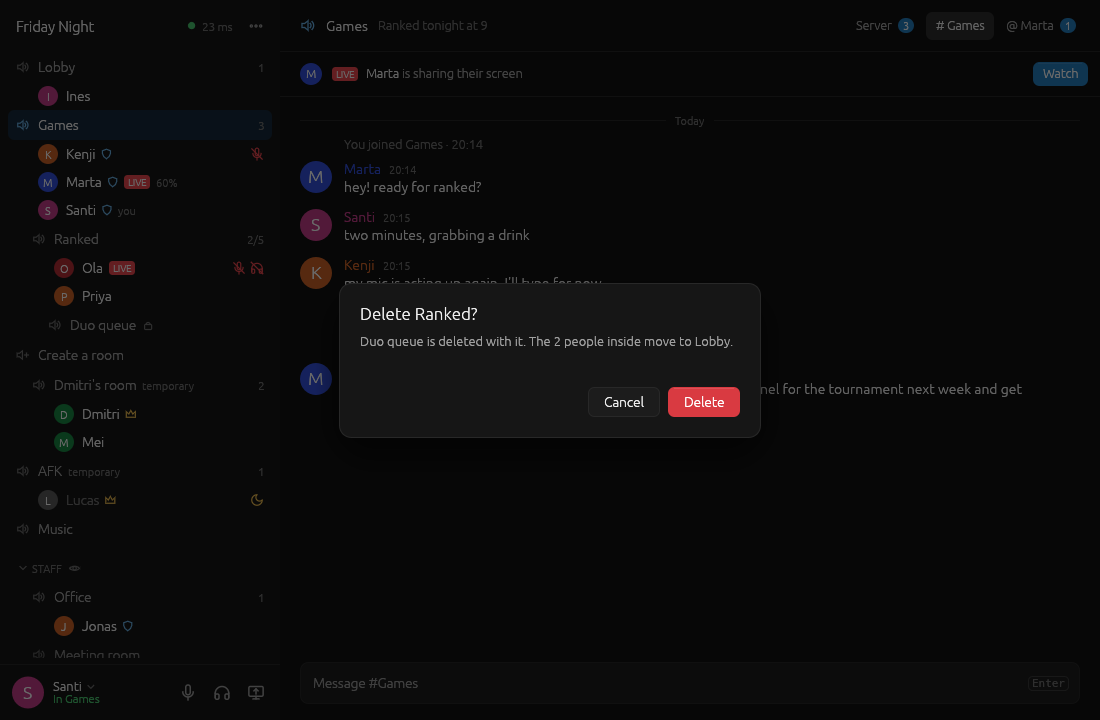 Friday Night
23 ms
Lobby 1
I Ines
Games 3
K Kenji
M Marta LIVE 60%
S Santi you
Ranked 2/5
O Ola LIVE
P Priya
Duo queue
Create a room
Dmitri's room temporary 2
D Dmitri
M Mei
AFK temporary 1
L Lucas
Music
STAFF
Office 1
J Jonas
Meeting room
S Santi
In Games
Games Ranked tonight at 9
Server 3 # Games @ Marta 1
M LIVE Marta is sharing their screen Watch
Today
You joined Games · 20:14
M Marta 20:14
hey! ready for ranked?
S Santi 20:15
two minutes, grabbing a drink
K Kenji 20:15
my mic is acting up again, I'll type for now
Delete Ranked?
Duo queue is deleted with it. The 2 people inside move to Lobby.
Cancel Delete
M
for the tournament next week and get
Message #Games Enter